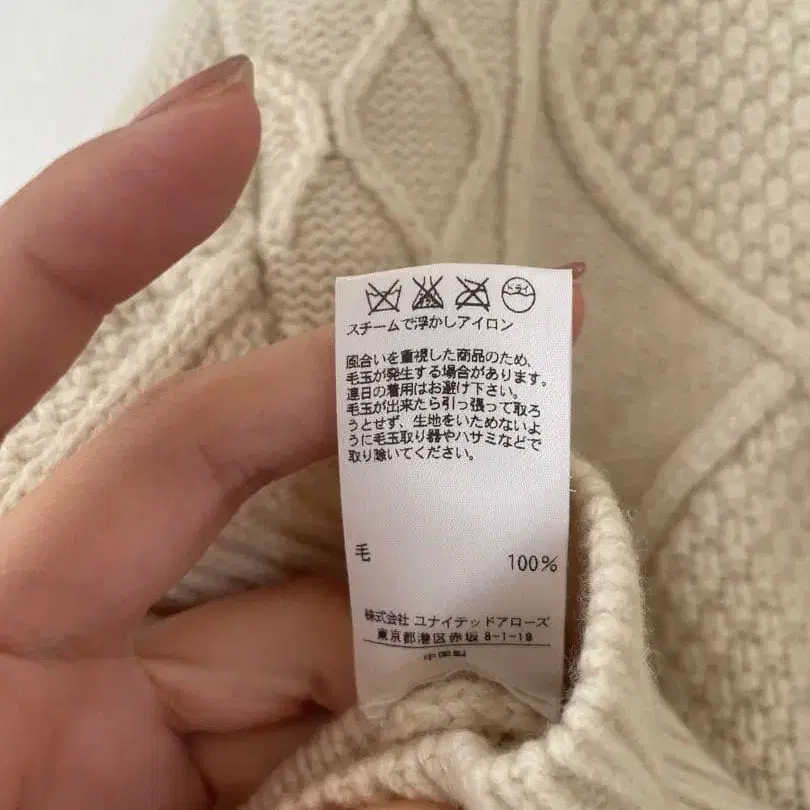 ドライ
スチームで浮かしアイロン
風合いを重視した商品のため、
毛玉が発生する場合があります。
連日の着用はお避け下さい。
毛玉が出来たら引っ張って取ろ
うとせず、生地をいためないよ
うに毛玉取り器やハサミなどで
取り除いてください。
毛 100%
株式会社 ユナイテッドアローズ
東京都港区赤坂 8-1-19
中国製